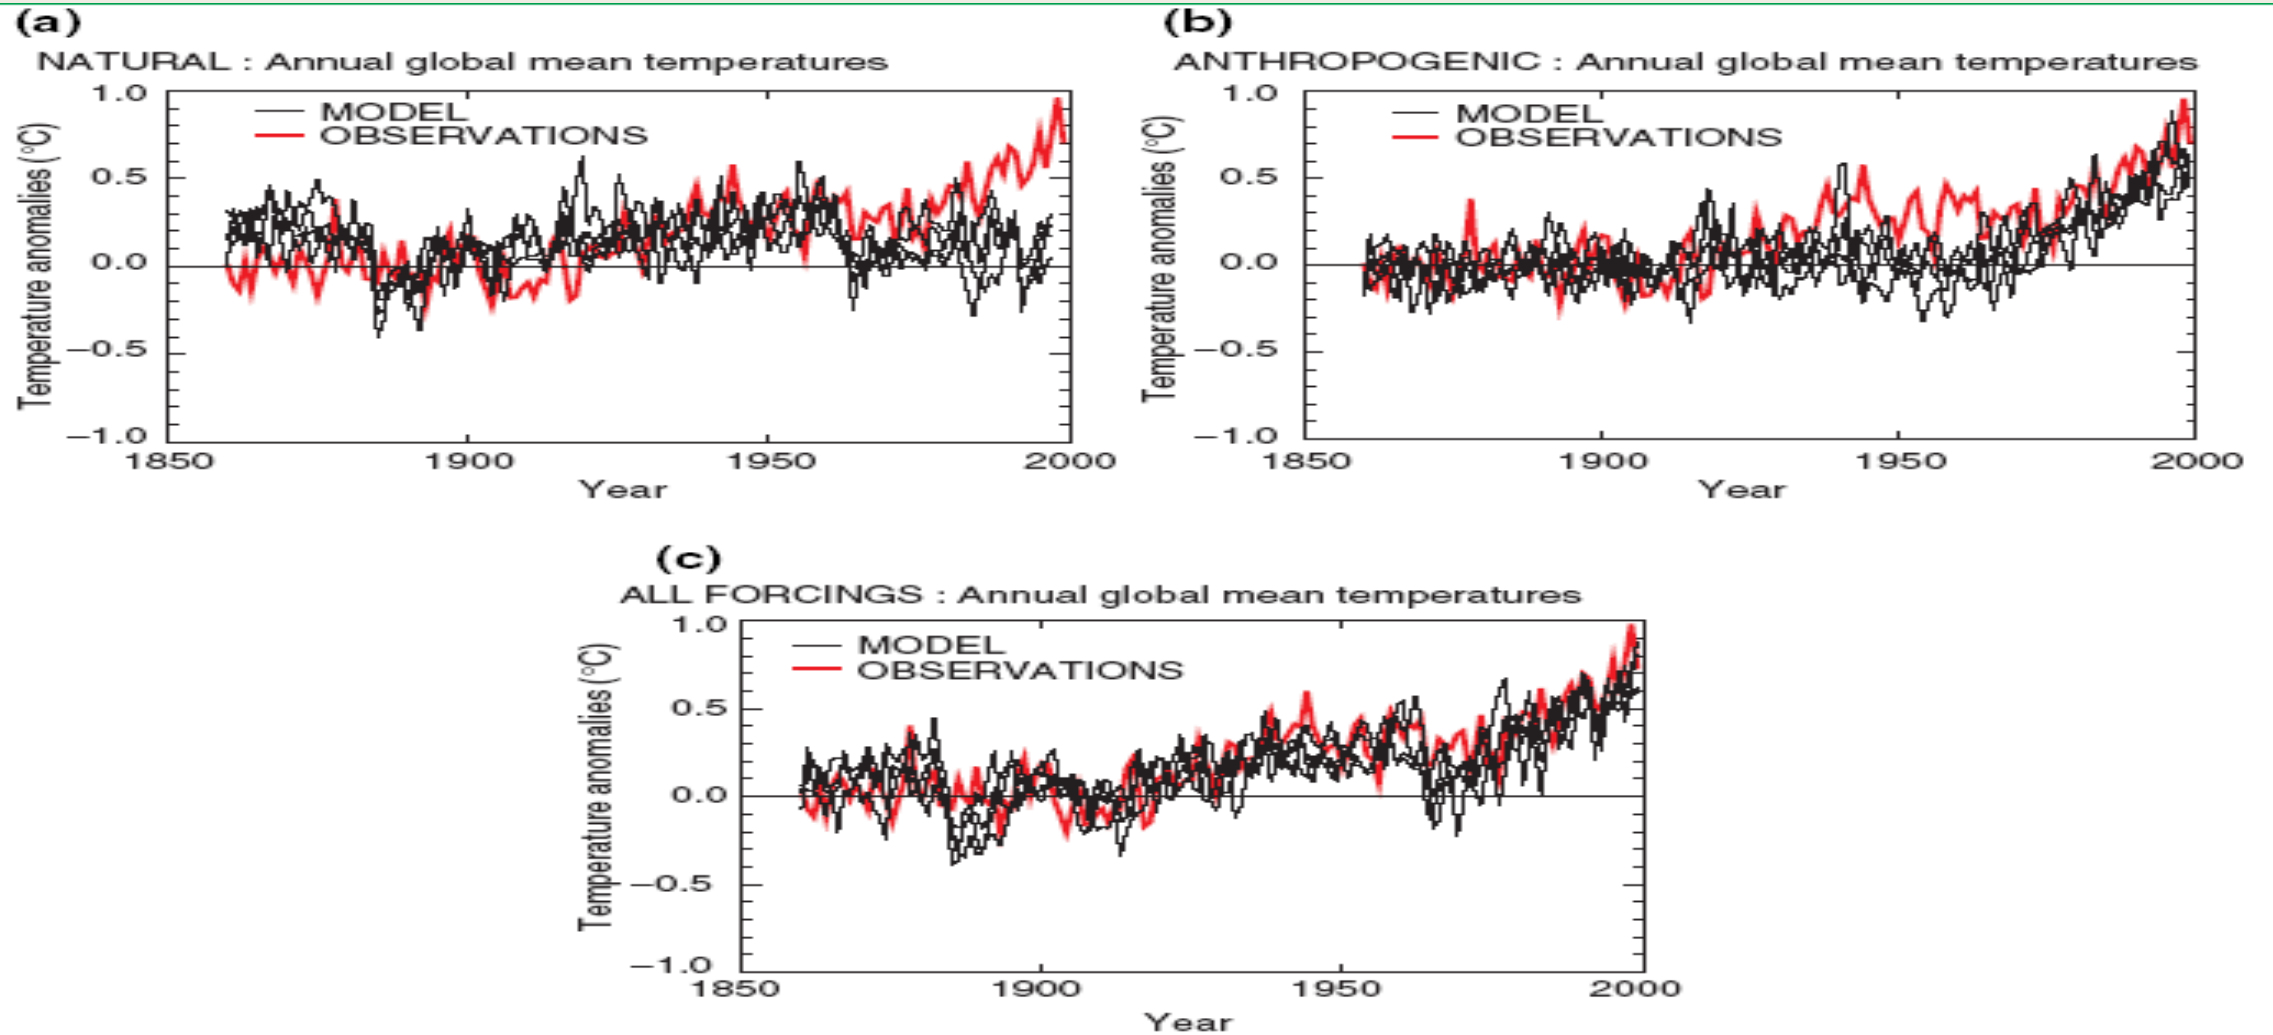 (a)
NATURAL : Annual global mean temperatures
MODEL
OBSERVATIONS
Temperature anomalies (°C)
1.0
0.5
0.0
−0.5
−1.0
1850 1900 1950 2000
Year
(b)
ANTHROPOGENIC : Annual global mean temperatures
MODEL
OBSERVATIONS
Temperature anomalies (°C)
1.0
0.5
0.0
−0.5
−1.0
1850 1900 1950 2000
Year
(c)
ALL FORCINGS : Annual global mean temperatures
MODEL
OBSERVATIONS
Temperature anomalies (°C)
1.0
0.5
0.0
−0.5
−1.0
1850 1900 1950 2000
Year